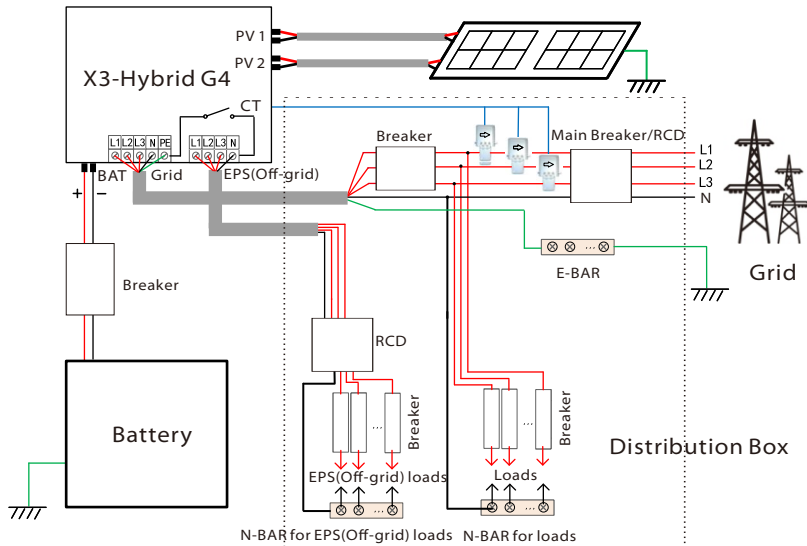 PV 1
X3-Hybrid G4
PV 2
CT
L1 L2 L3 N PE
L1 L2 L3 N
BAT
Grid
EPS(Off-grid)
+
−
Breaker
Main Breaker/RCD
L1
L2
L3
N
E-BAR
...
Grid
Breaker
RCD
Battery
...
Breaker
...
Breaker
Distribution Box
EPS(Off-grid) loads
Loads
...
...
N-BAR for EPS(Off-grid) loads
N-BAR for loads